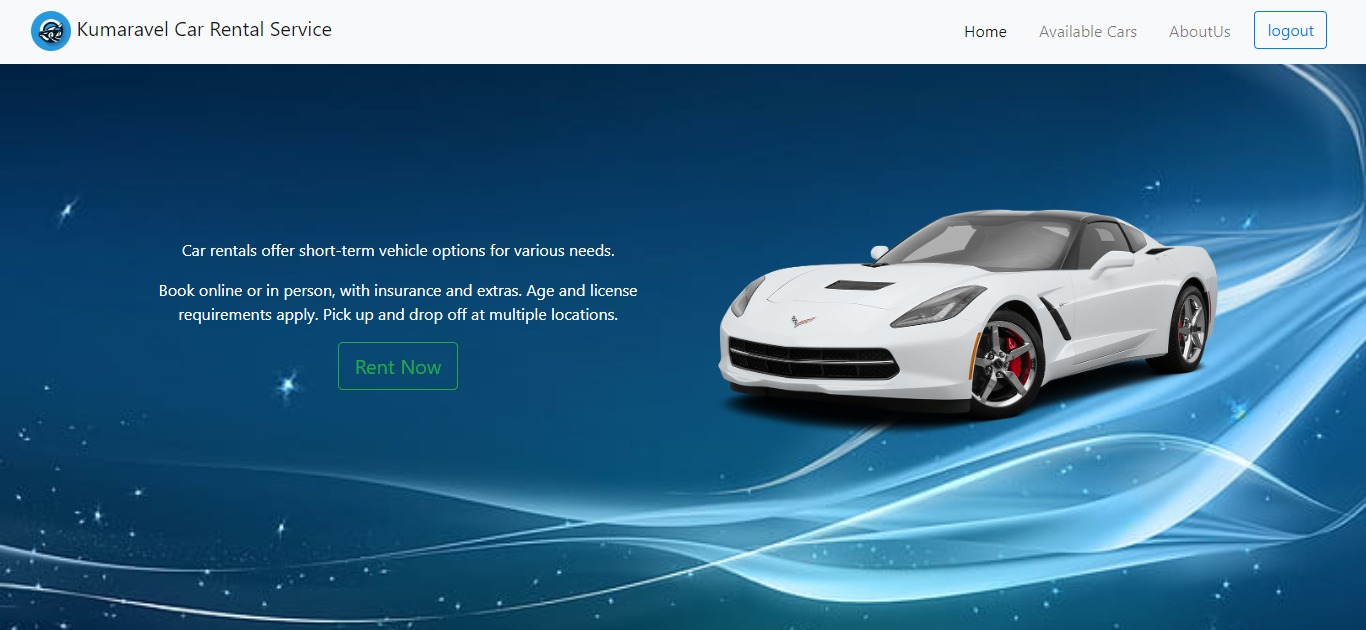 Kumaravel Car Rental Service
Home
Available Cars
AboutUs
logout
Car rentals offer short-term vehicle options for various needs.
Book online or in person, with insurance and extras. Age and license
requirements apply. Pick up and drop off at multiple locations.
Rent Now